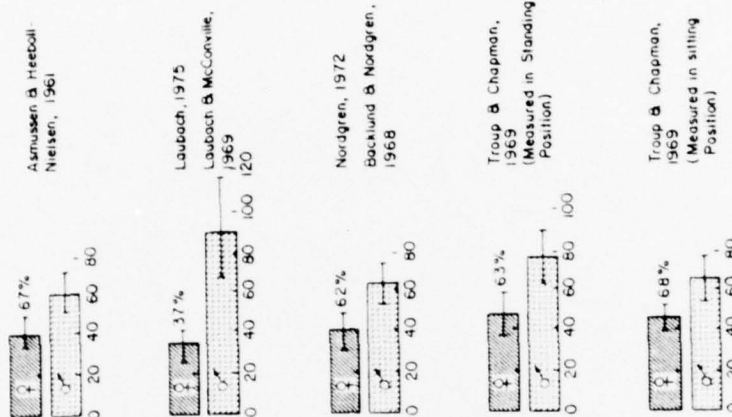 Asmussen & Heeboll-
Nielsen, 1961
♀ 67%
♂
0 20 40 60 80
Laubach, 1975
Laubach & McConville,
1969
♀ 37%
♂
0 20 40 60 80 100 120
Nordgren, 1972
Backlund & Nordgren,
1968
♀ 62%
♂
0 20 40 60 80
Troup & Chapman,
1969
(Measured in Standing
Position)
♀ 63%
♂
0 20 40 60 80 100
Troup & Chapman,
1969
(Measured in sitting
Position)
♀ 68%
♂
0 20 40 60 80